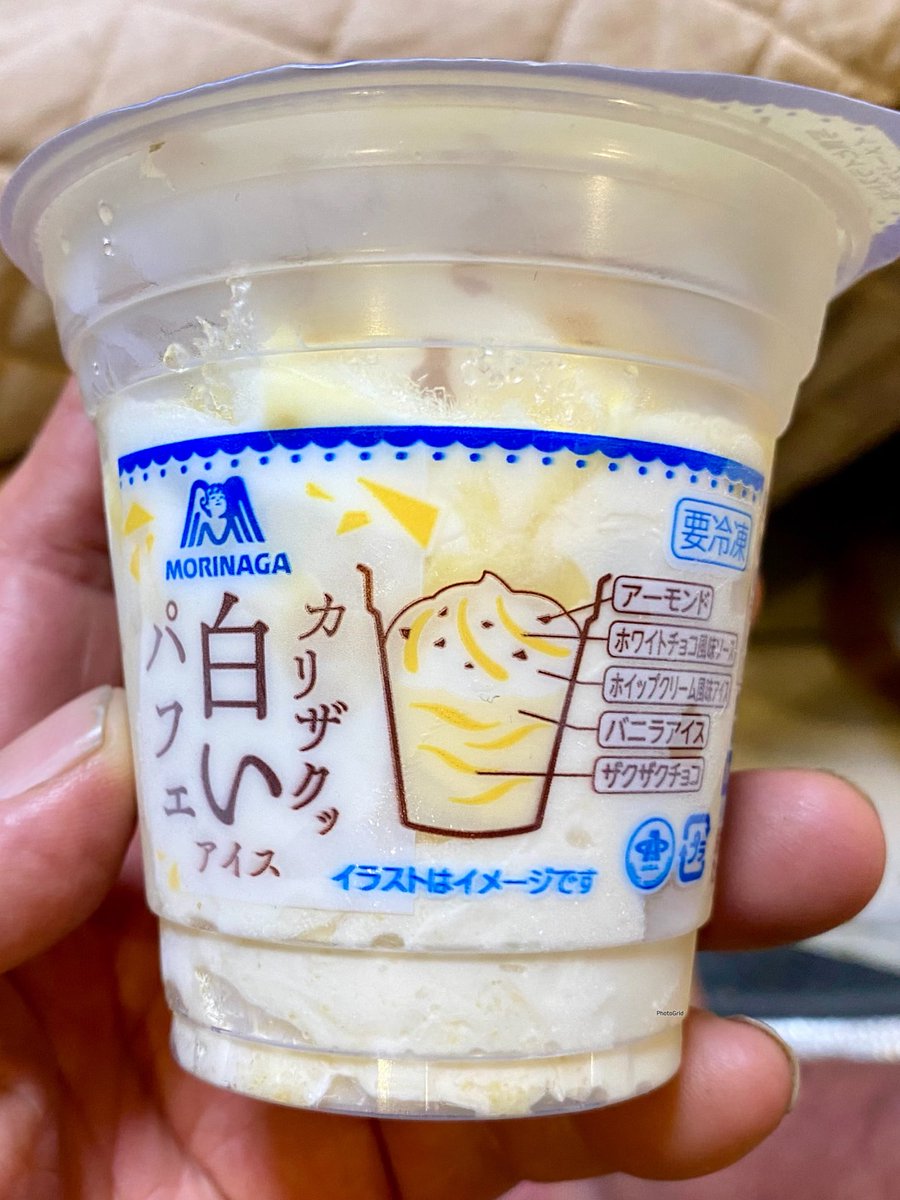 MORINAGA
カリザクッ
白い
パフェ
アイス
要冷凍
アーモンド
ホワイトチョコ風味ソース
ホイップクリーム風味アイス
バニラアイス
ザクザクチョコ
イラストはイメージです
PhotoGrid